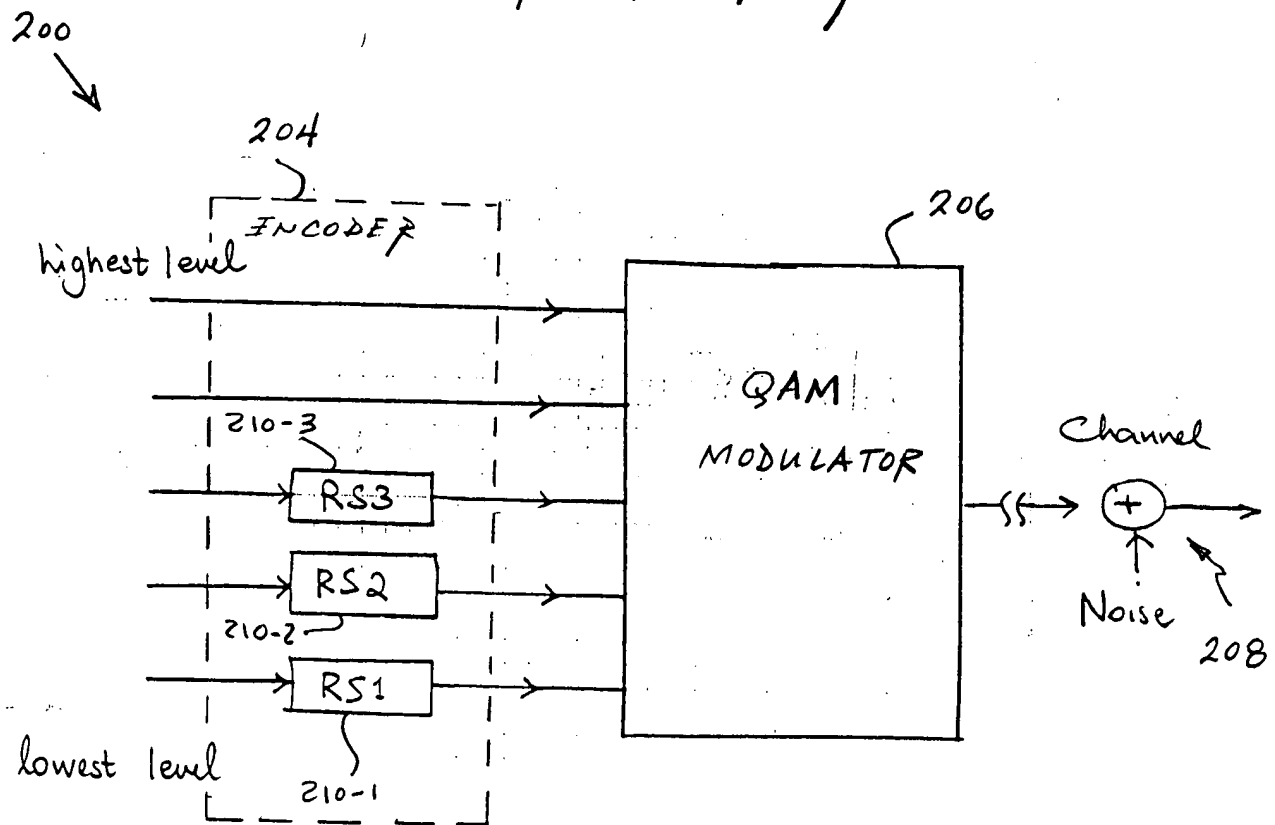 200
204
ENCODER
206
highest level
QAM
MODULATOR
210-3
Channel
RS3
+
RS2
Noise
210-2
208
RS1
lowest level
210-1